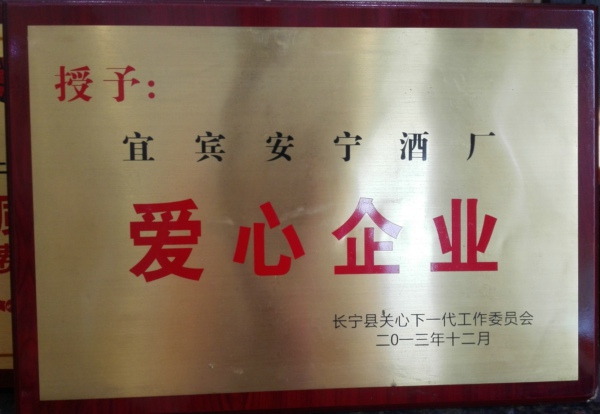 授予：
宜宾安宁酒厂
爱心企业
长宁县关心下一代工作委员会
二0一三年十二月